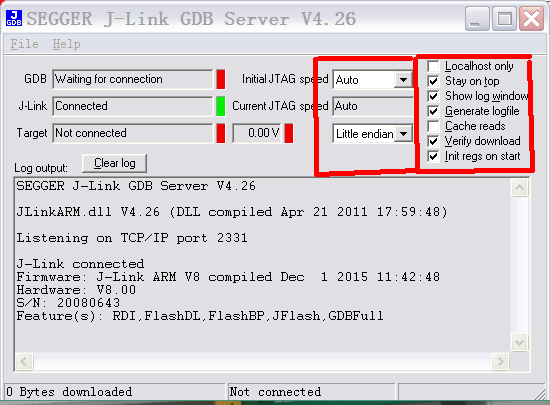 J GDB SEGGER J-Link GDB Server V4.26
File Help
GDB Waiting for connection Initial JTAG speed Auto Localhost only
Stay on top
Show log window
J-Link Connected Current JTAG speed Auto Generate logfile
Cache reads
Target Not connected 0.00 V Little endian Verify download
Init regs on start
Log output: Clear log
SEGGER J-Link GDB Server V4.26
JLinkARM.dll V4.26 (DLL compiled Apr 21 2011 17:59:48)
Listening on TCP/IP port 2331
J-Link connected
Firmware: J-Link ARM V8 compiled Dec  1 2015 11:42:48
Hardware: V8.00
S/N: 20080643
Feature(s): RDI,FlashDL,FlashBP,JFlash,GDBFull
0 Bytes downloaded Not connected